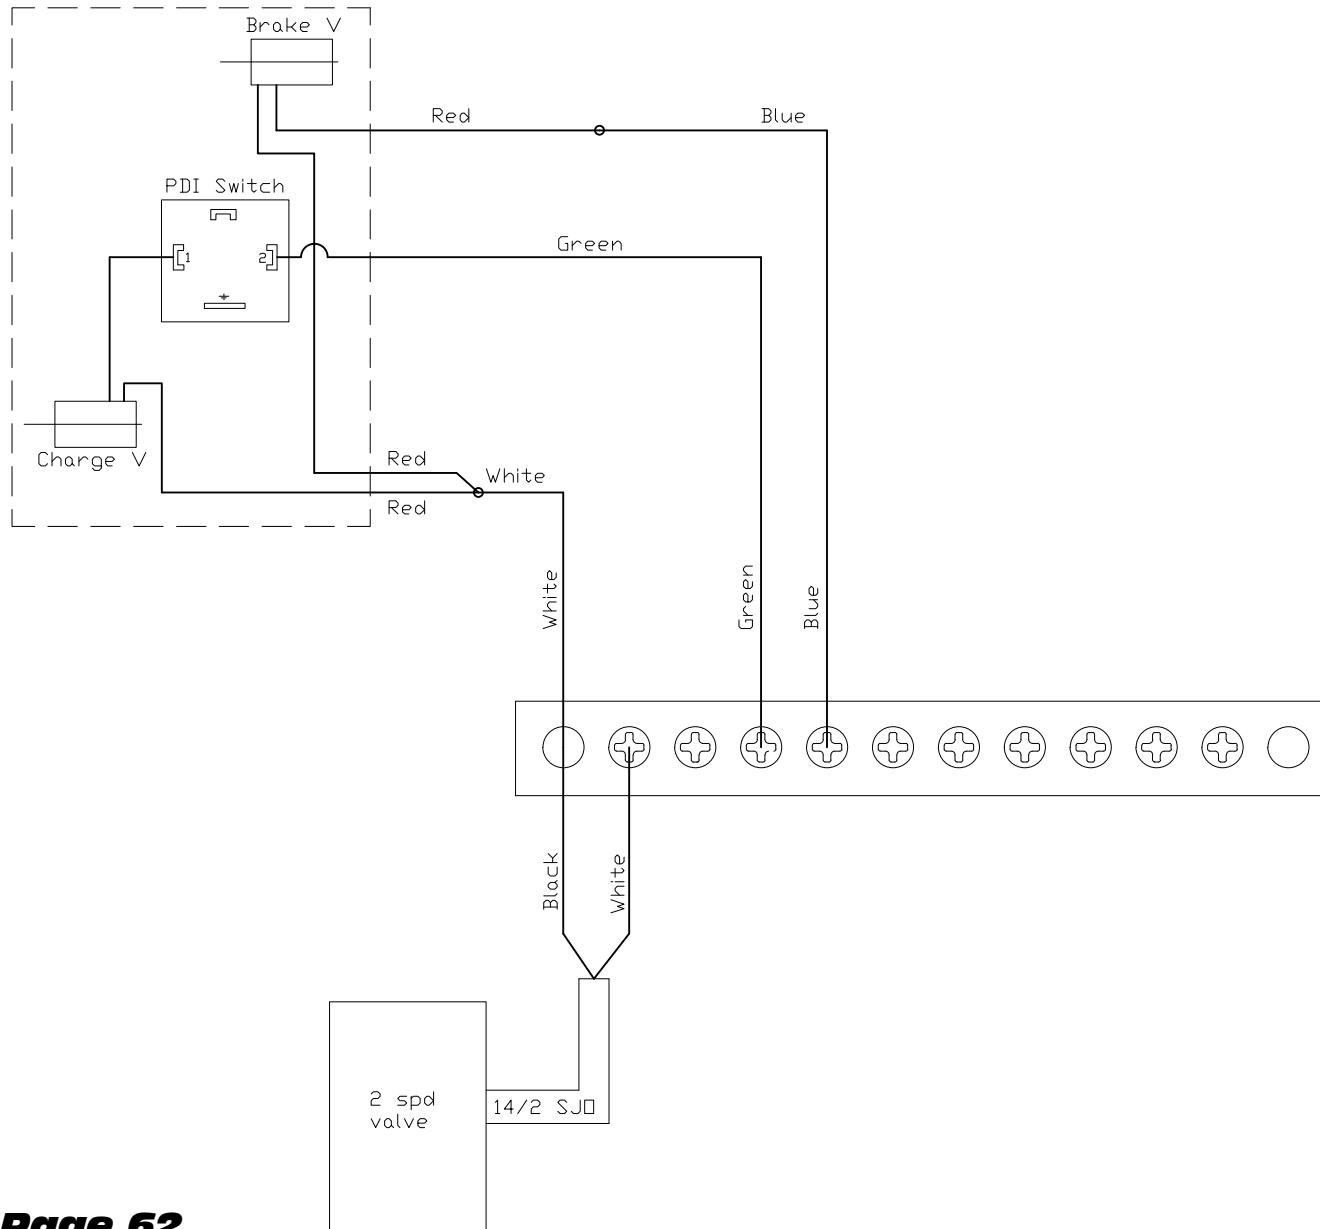 Brake V
Red
Blue
PDI Switch
Green
1
2
+
Charge V
Red
White
Red
White
Green
Blue
Black
White
2 spd
valve
14/2 SJO
Page 62